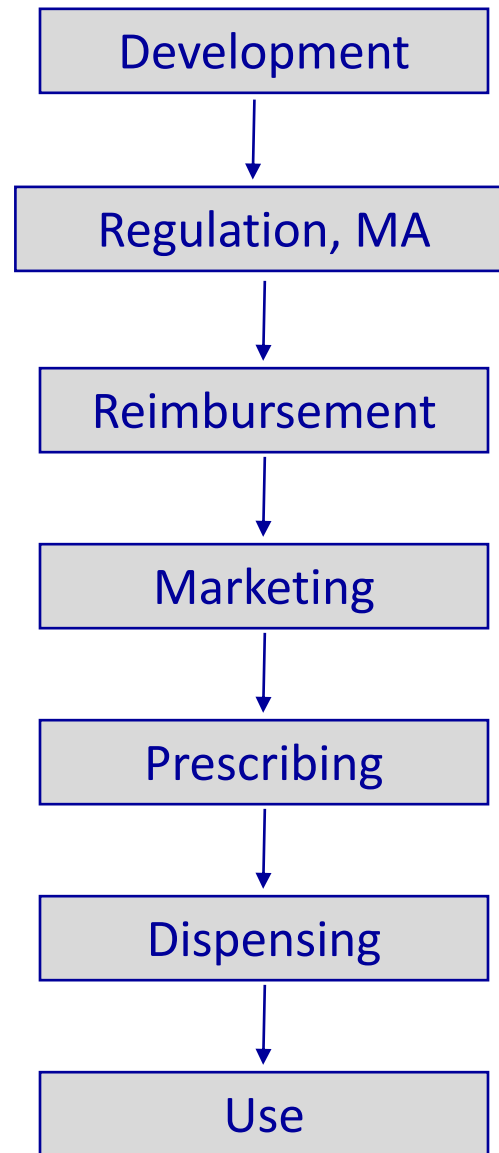 Development
Regulation, MA
Reimbursement
Marketing
Prescribing
Dispensing
Use